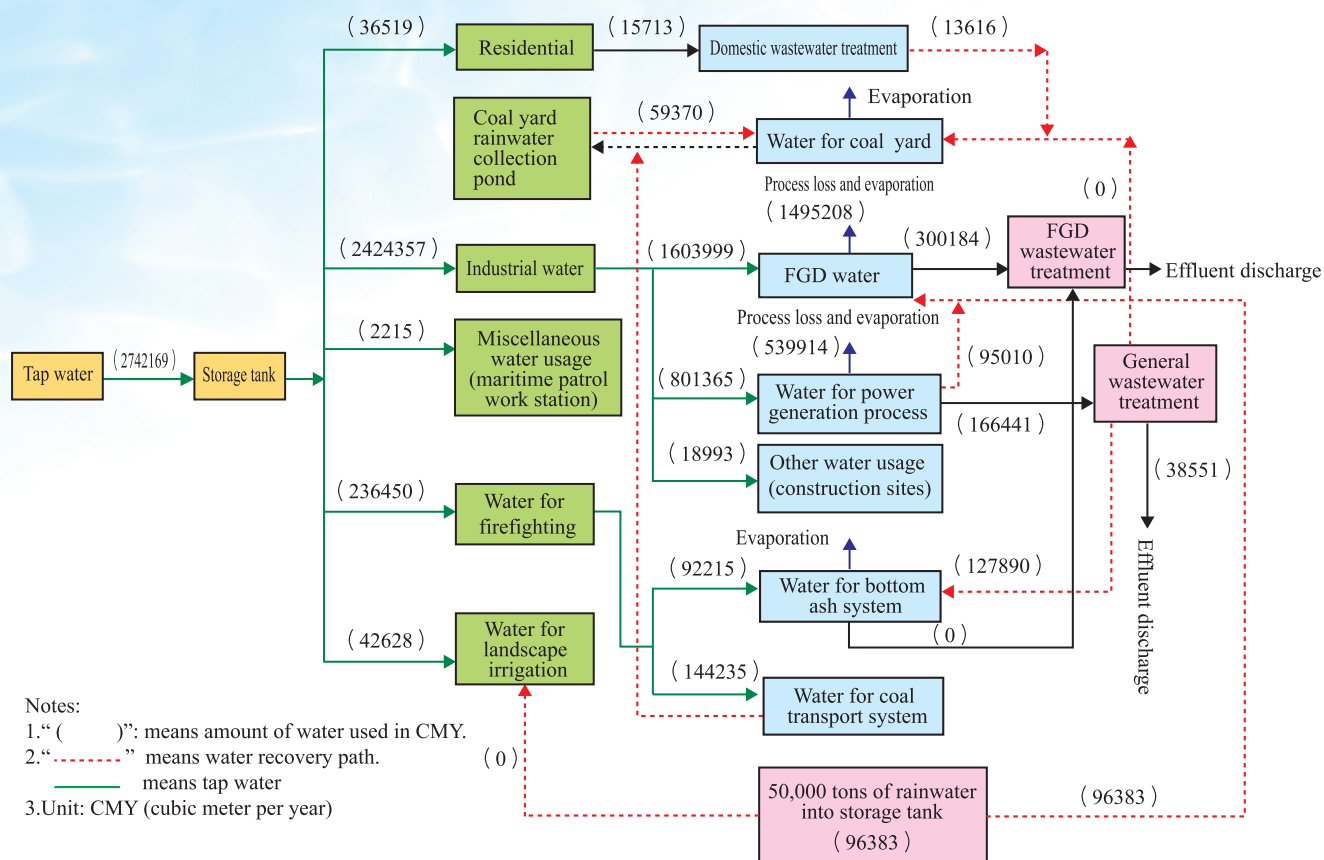 (36519)
Residential
(15713)
Domestic wastewater treatment
(13616)
Coal yard
rainwater
collection
pond
(59370)
Evaporation
Water for coal yard
(0)
Process loss and evaporation
(1495208)
(2424357)
Industrial water
(1603999)
FGD water
(300184)
FGD
wastewater
treatment
Effluent discharge
(2215)
Miscellaneous
water usage
(maritime patrol
work station)
Process loss and evaporation
(539914)
(95010)
Tap water
(2742169)
Storage tank
(801365)
Water for power
generation process
(166441)
General
wastewater
treatment
(18993)
Other water usage
(construction sites)
(38551)
Effluent discharge
(236450)
Water for
firefighting
Evaporation
(92215)
Water for bottom
ash system
(127890)
(0)
(42628)
Water for
landscape
irrigation
(144235)
Water for coal
transport system
(0)
50,000 tons of rainwater
into storage tank
(96383)
(96383)
Notes:
1.“ ( )”: means amount of water used in CMY.
2.“ ------- ” means water recovery path.
means tap water
3.Unit: CMY (cubic meter per year)